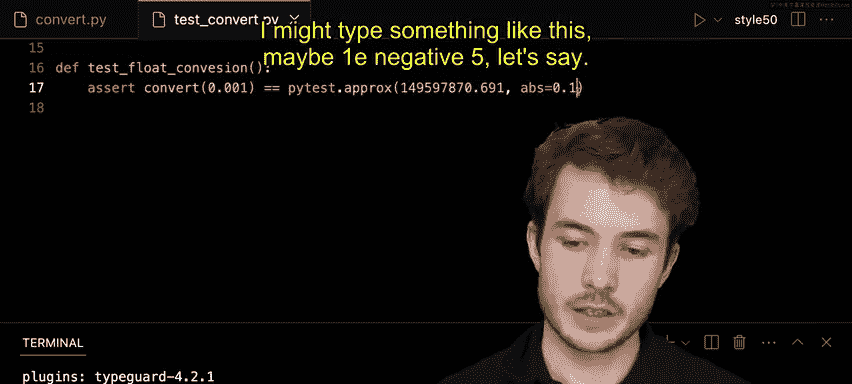 convert.py
test_convert.py
style50
I might type something like this,
maybe 1e negative 5, let's say.
15
16 def test_float_convesion():
17 assert convert(0.001) == pytest.approx(149597870.691, abs=0.1)
18
TERMINAL
plugins: typeguard-4.2.1